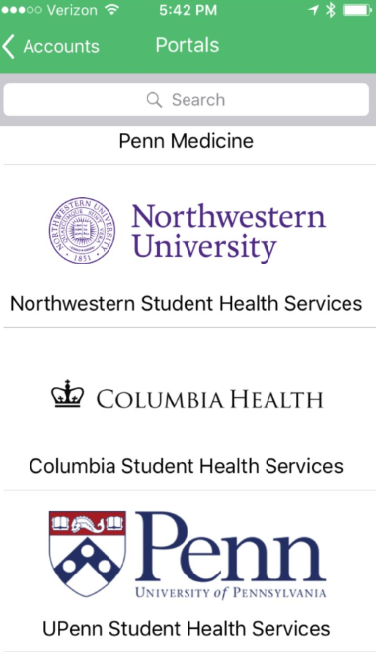 Verizon 5:42 PM
Accounts Portals
Search
Penn Medicine
NORTHWESTERN UNIVERSITY
1851
Northwestern
University
Northwestern Student Health Services
COLUMBIA HEALTH
Columbia Student Health Services
Penn
UNIVERSITY of PENNSYLVANIA
UPenn Student Health Services